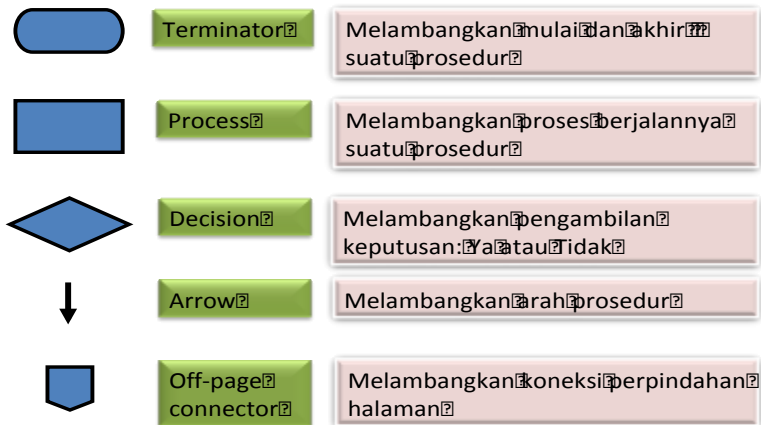 Terminator
Melambangkan mulai dan akhir
suatu prosedur
Process
Melambangkan proses berjalannya
suatu prosedur
Decision
Melambangkan pengambilan
keputusan: Ya atau Tidak
Arrow
Melambangkan arah prosedur
Off-page
connector
Melambangkan koneksi perpindahan
halaman